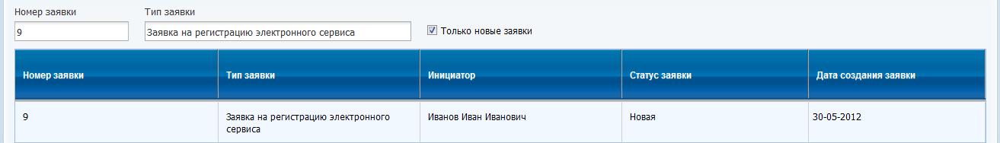 Номер заявки Тип заявки
9 Заявка на регистрацию электронного сервиса Только новые заявки
Номер заявки Тип заявки Инициатор Статус заявки Дата создания заявки
9 Заявка на регистрацию электронного Иванов Иван Иванович Новая 30-05-2012
сервиса